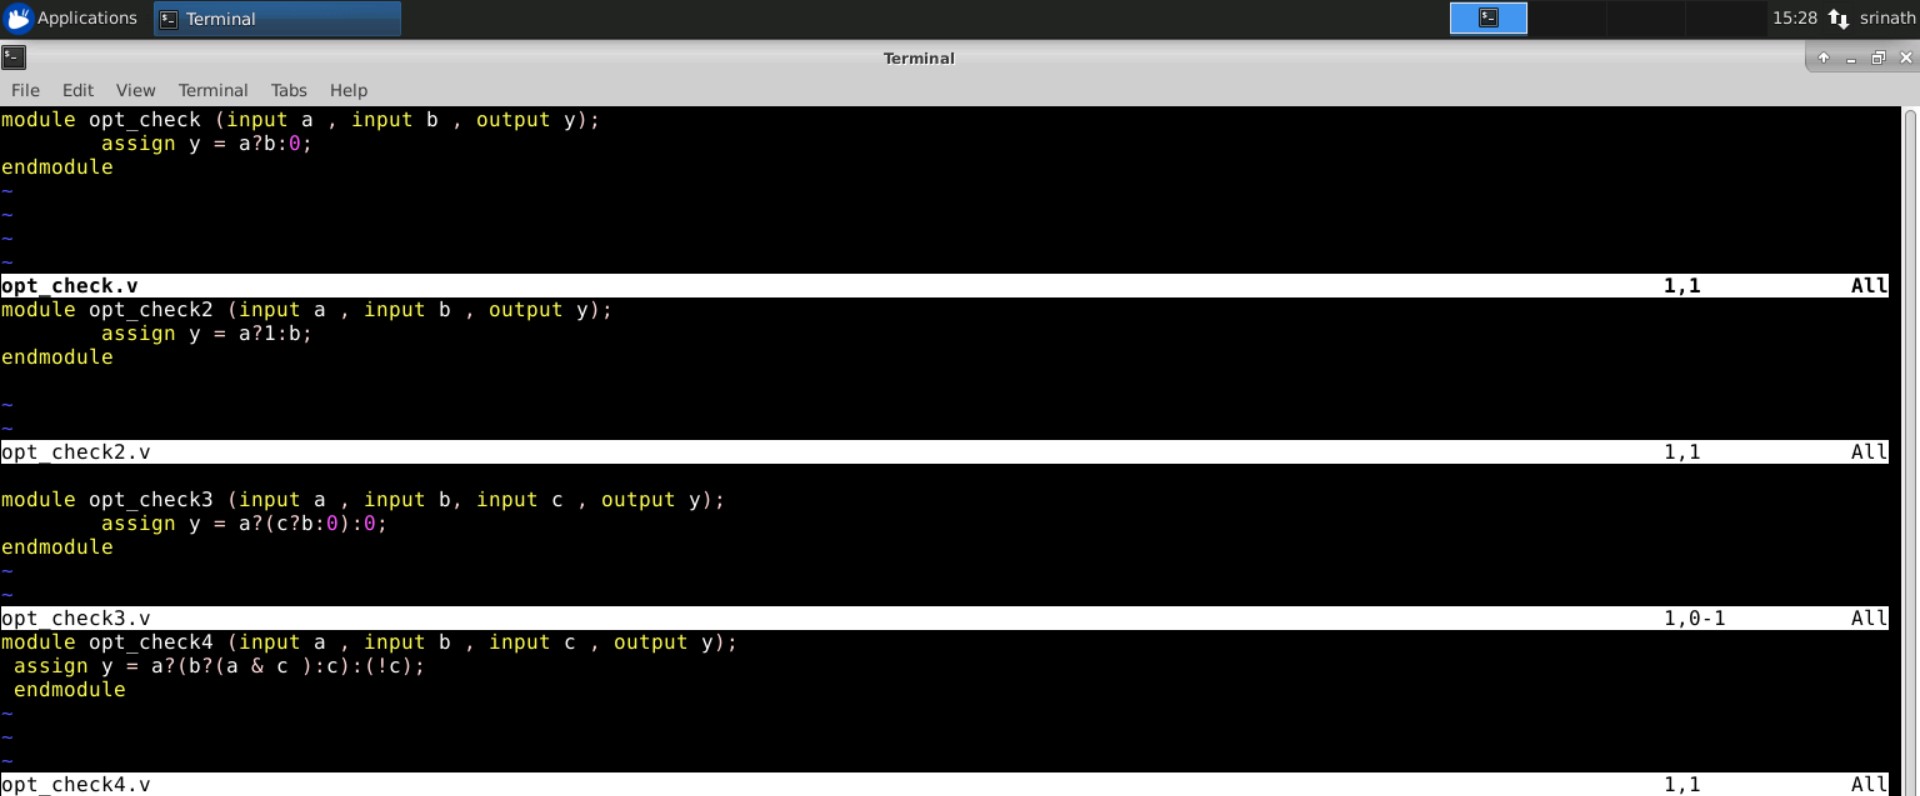 Applications Terminal 15:28 srinath
Terminal
File Edit View Terminal Tabs Help
module opt_check (input a , input b , output y);
        assign y = a?b:0;
endmodule
~
~
~
~
opt_check.v 1,1 All
module opt_check2 (input a , input b , output y);
        assign y = a?1:b;
endmodule
~
~
opt_check2.v 1,1 All
module opt_check3 (input a , input b, input c , output y);
        assign y = a?(c?b:0):0;
endmodule
~
~
opt_check3.v 1,0-1 All
module opt_check4 (input a , input b , input c , output y);
 assign y = a?(b?(a & c ):c):(!c);
 endmodule
~
~
~
opt_check4.v 1,1 All